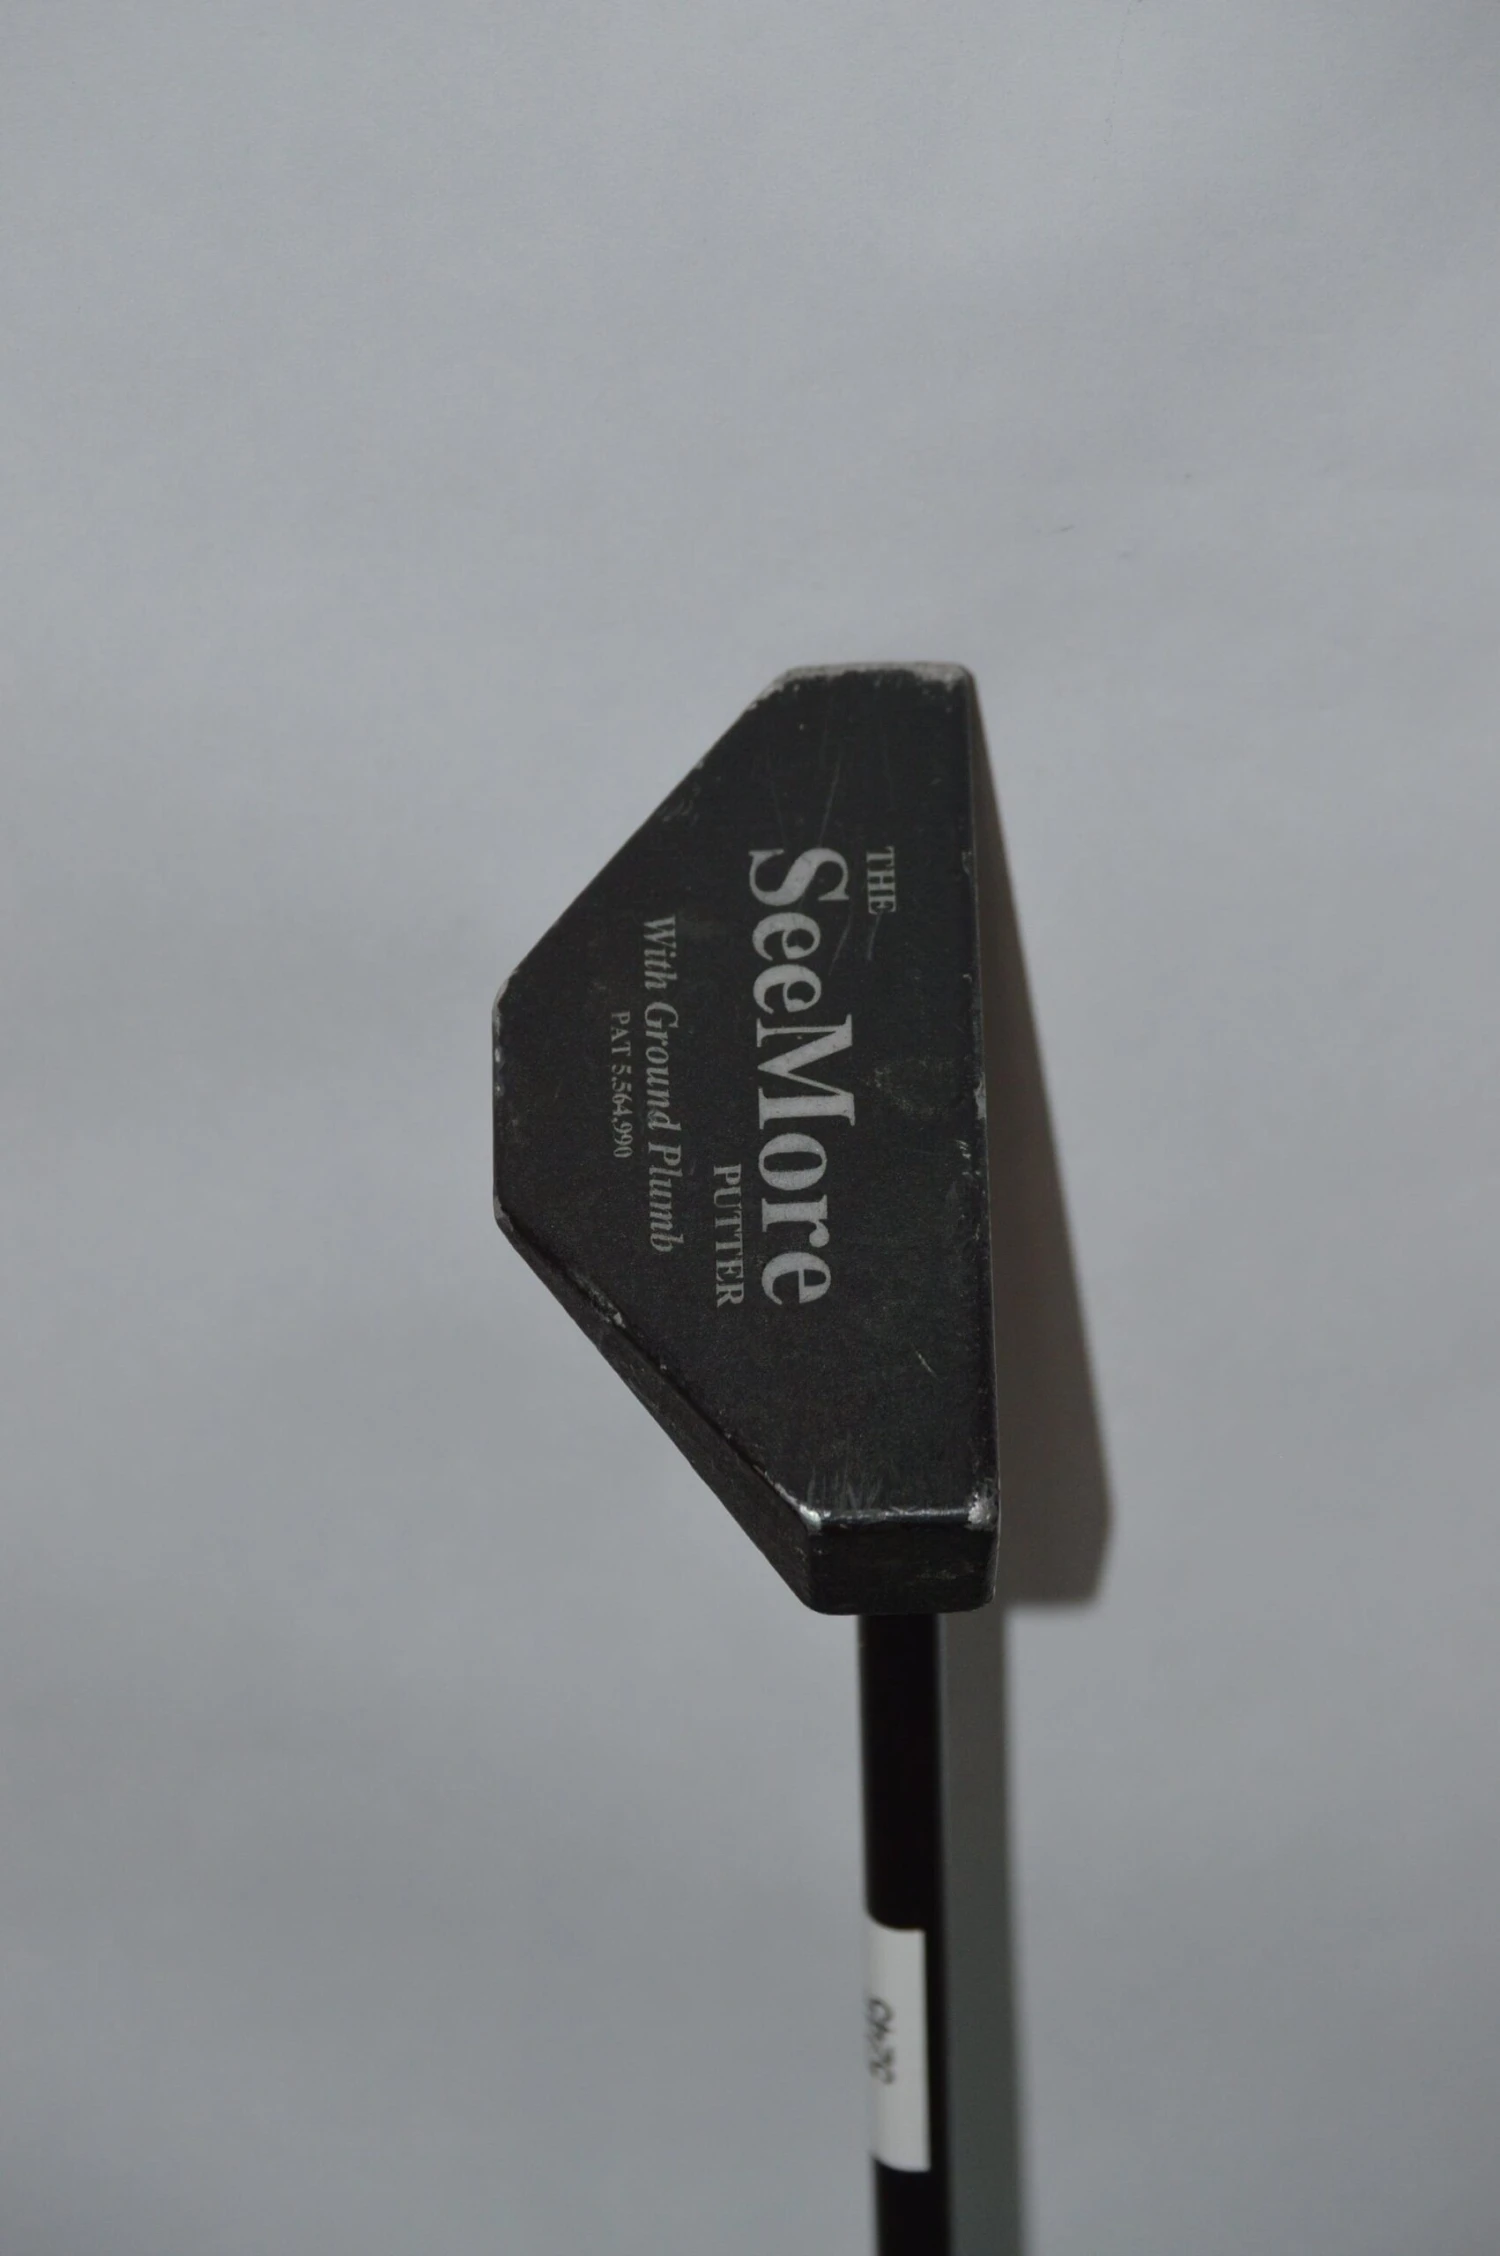 THE
SeeMore
PUTTER
With Ground Plumb
PAT 5,564,990